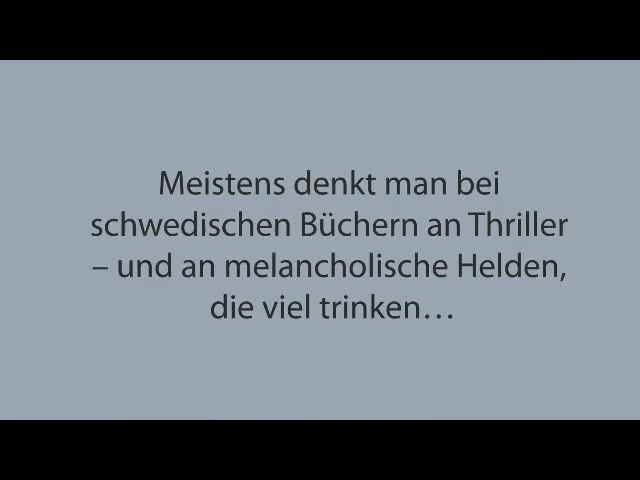 Meistens denkt man bei
schwedischen Büchern an Thriller
– und an melancholische Helden,
die viel trinken…